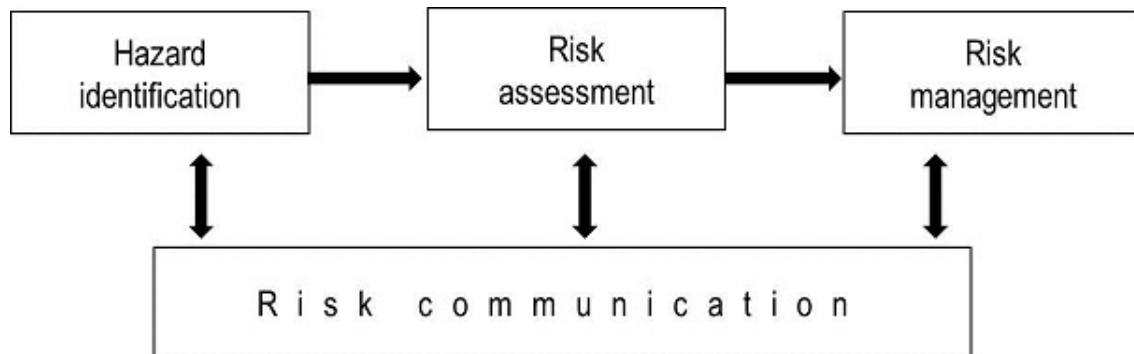 Hazard
identification
Risk
assessment
Risk
management
Risk communication